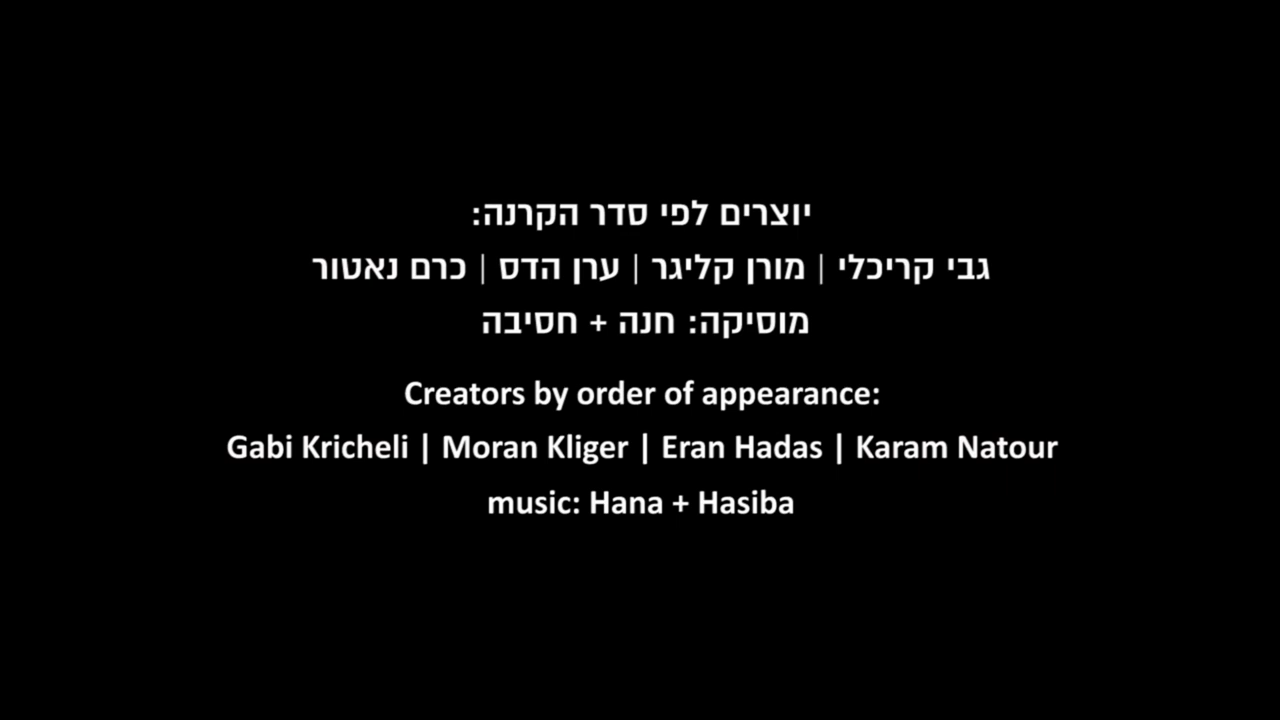 יוצרים לפי סדר הקרנה:
גבי קריכלי | מורן קליגר | ערן הדס | כרם נאטור
מוסיקה: חנה + חסיבה
Creators by order of appearance:
Gabi Kricheli | Moran Kliger | Eran Hadas | Karam Natour
music: Hana + Hasiba